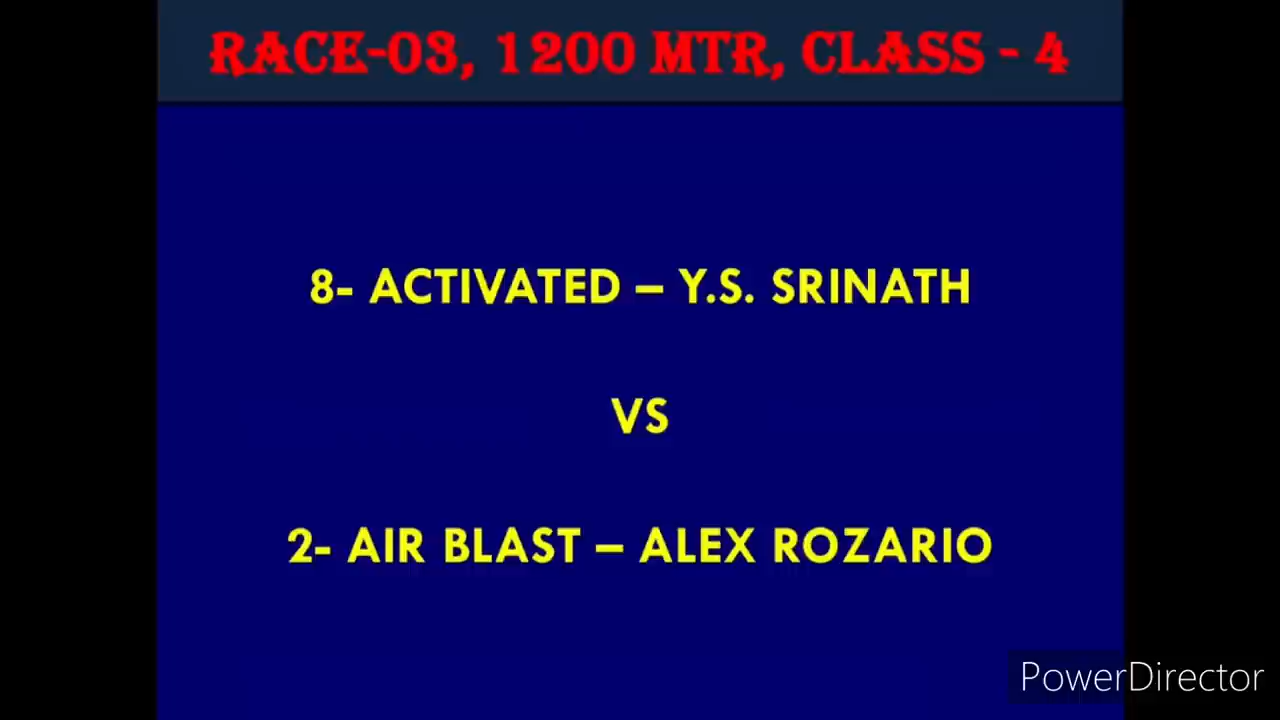 RACE-03, 1200 MTR, CLASS - 4
8- ACTIVATED – Y.S. SRINATH
VS
2- AIR BLAST – ALEX ROZARIO
PowerDirector